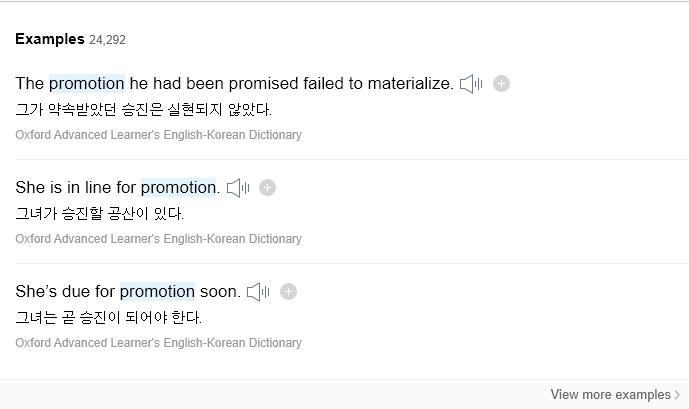 Examples 24,292
The promotion he had been promised failed to materialize.
그가 약속받았던 승진은 실현되지 않았다.
Oxford Advanced Learner's English-Korean Dictionary
She is in line for promotion.
그녀가 승진할 공산이 있다.
Oxford Advanced Learner's English-Korean Dictionary
She’s due for promotion soon.
그녀는 곧 승진이 되어야 한다.
Oxford Advanced Learner's English-Korean Dictionary
View more examples